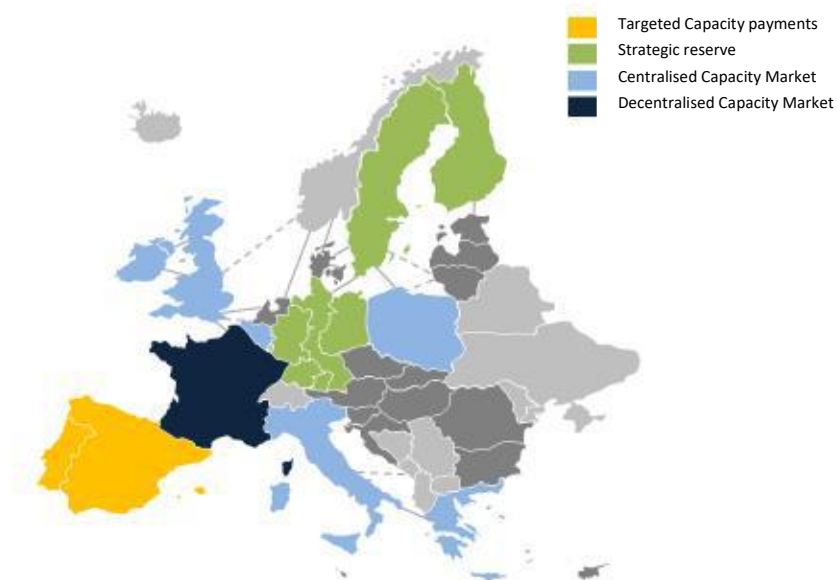 Targeted Capacity payments
Strategic reserve
Centralised Capacity Market
Decentralised Capacity Market